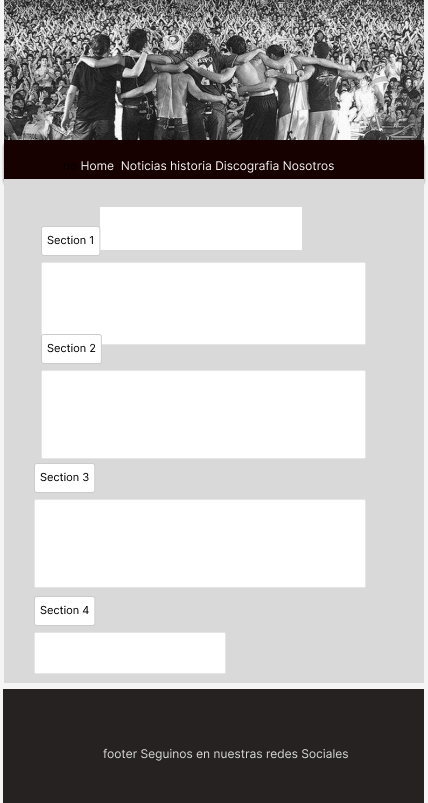 Home Noticias historia Discografia Nosotros
Section 1
Section 2
Section 3
Section 4
footer Seguinos en nuestras redes Sociales